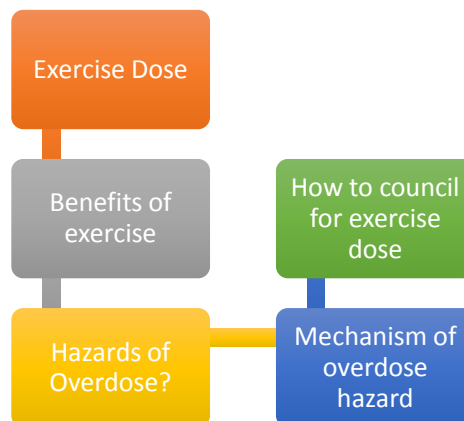 Exercise Dose
Benefits of
exercise
Hazards of
Overdose?
Mechanism of
overdose
hazard
How to council
for exercise
dose